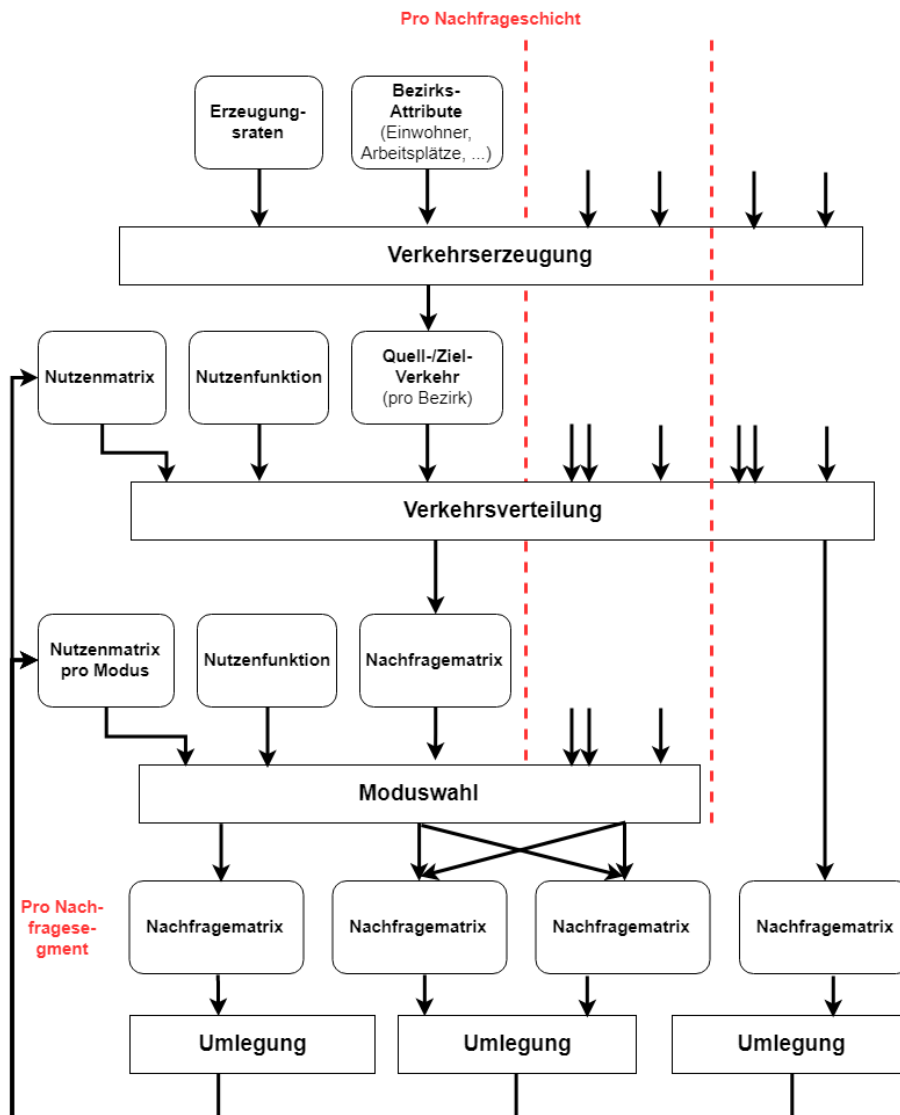 Pro Nachfrageschicht
Erzeugung-
sraten
Bezirks-
Attribute
(Einwohner,
Arbeitsplätze, ...)
Verkehrserzeugung
Nutzenmatrix
Nutzenfunktion
Quell-/Ziel-
Verkehr
(pro Bezirk)
Verkehrsverteilung
Nutzenmatrix
pro Modus
Nutzenfunktion
Nachfragematrix
Moduswahl
Pro Nach-
fragese-
gment
Nachfragematrix
Nachfragematrix
Nachfragematrix
Nachfragematrix
Umlegung
Umlegung
Umlegung